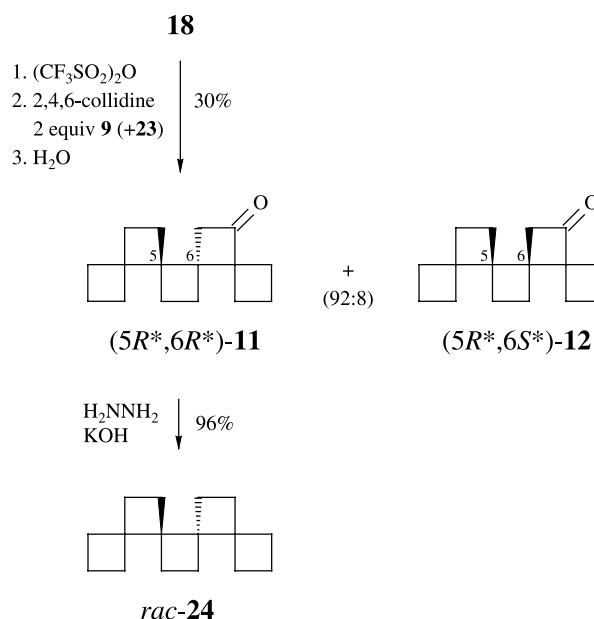 18
1. (CF₃SO₂)₂O
2. 2,4,6-collidine
2 equiv 9 (+23)
3. H₂O
30%
O
5 6
(5R*,6R*)-11
+
(92:8)
O
5 6
(5R*,6S*)-12
H₂NNH₂
KOH
96%
rac-24